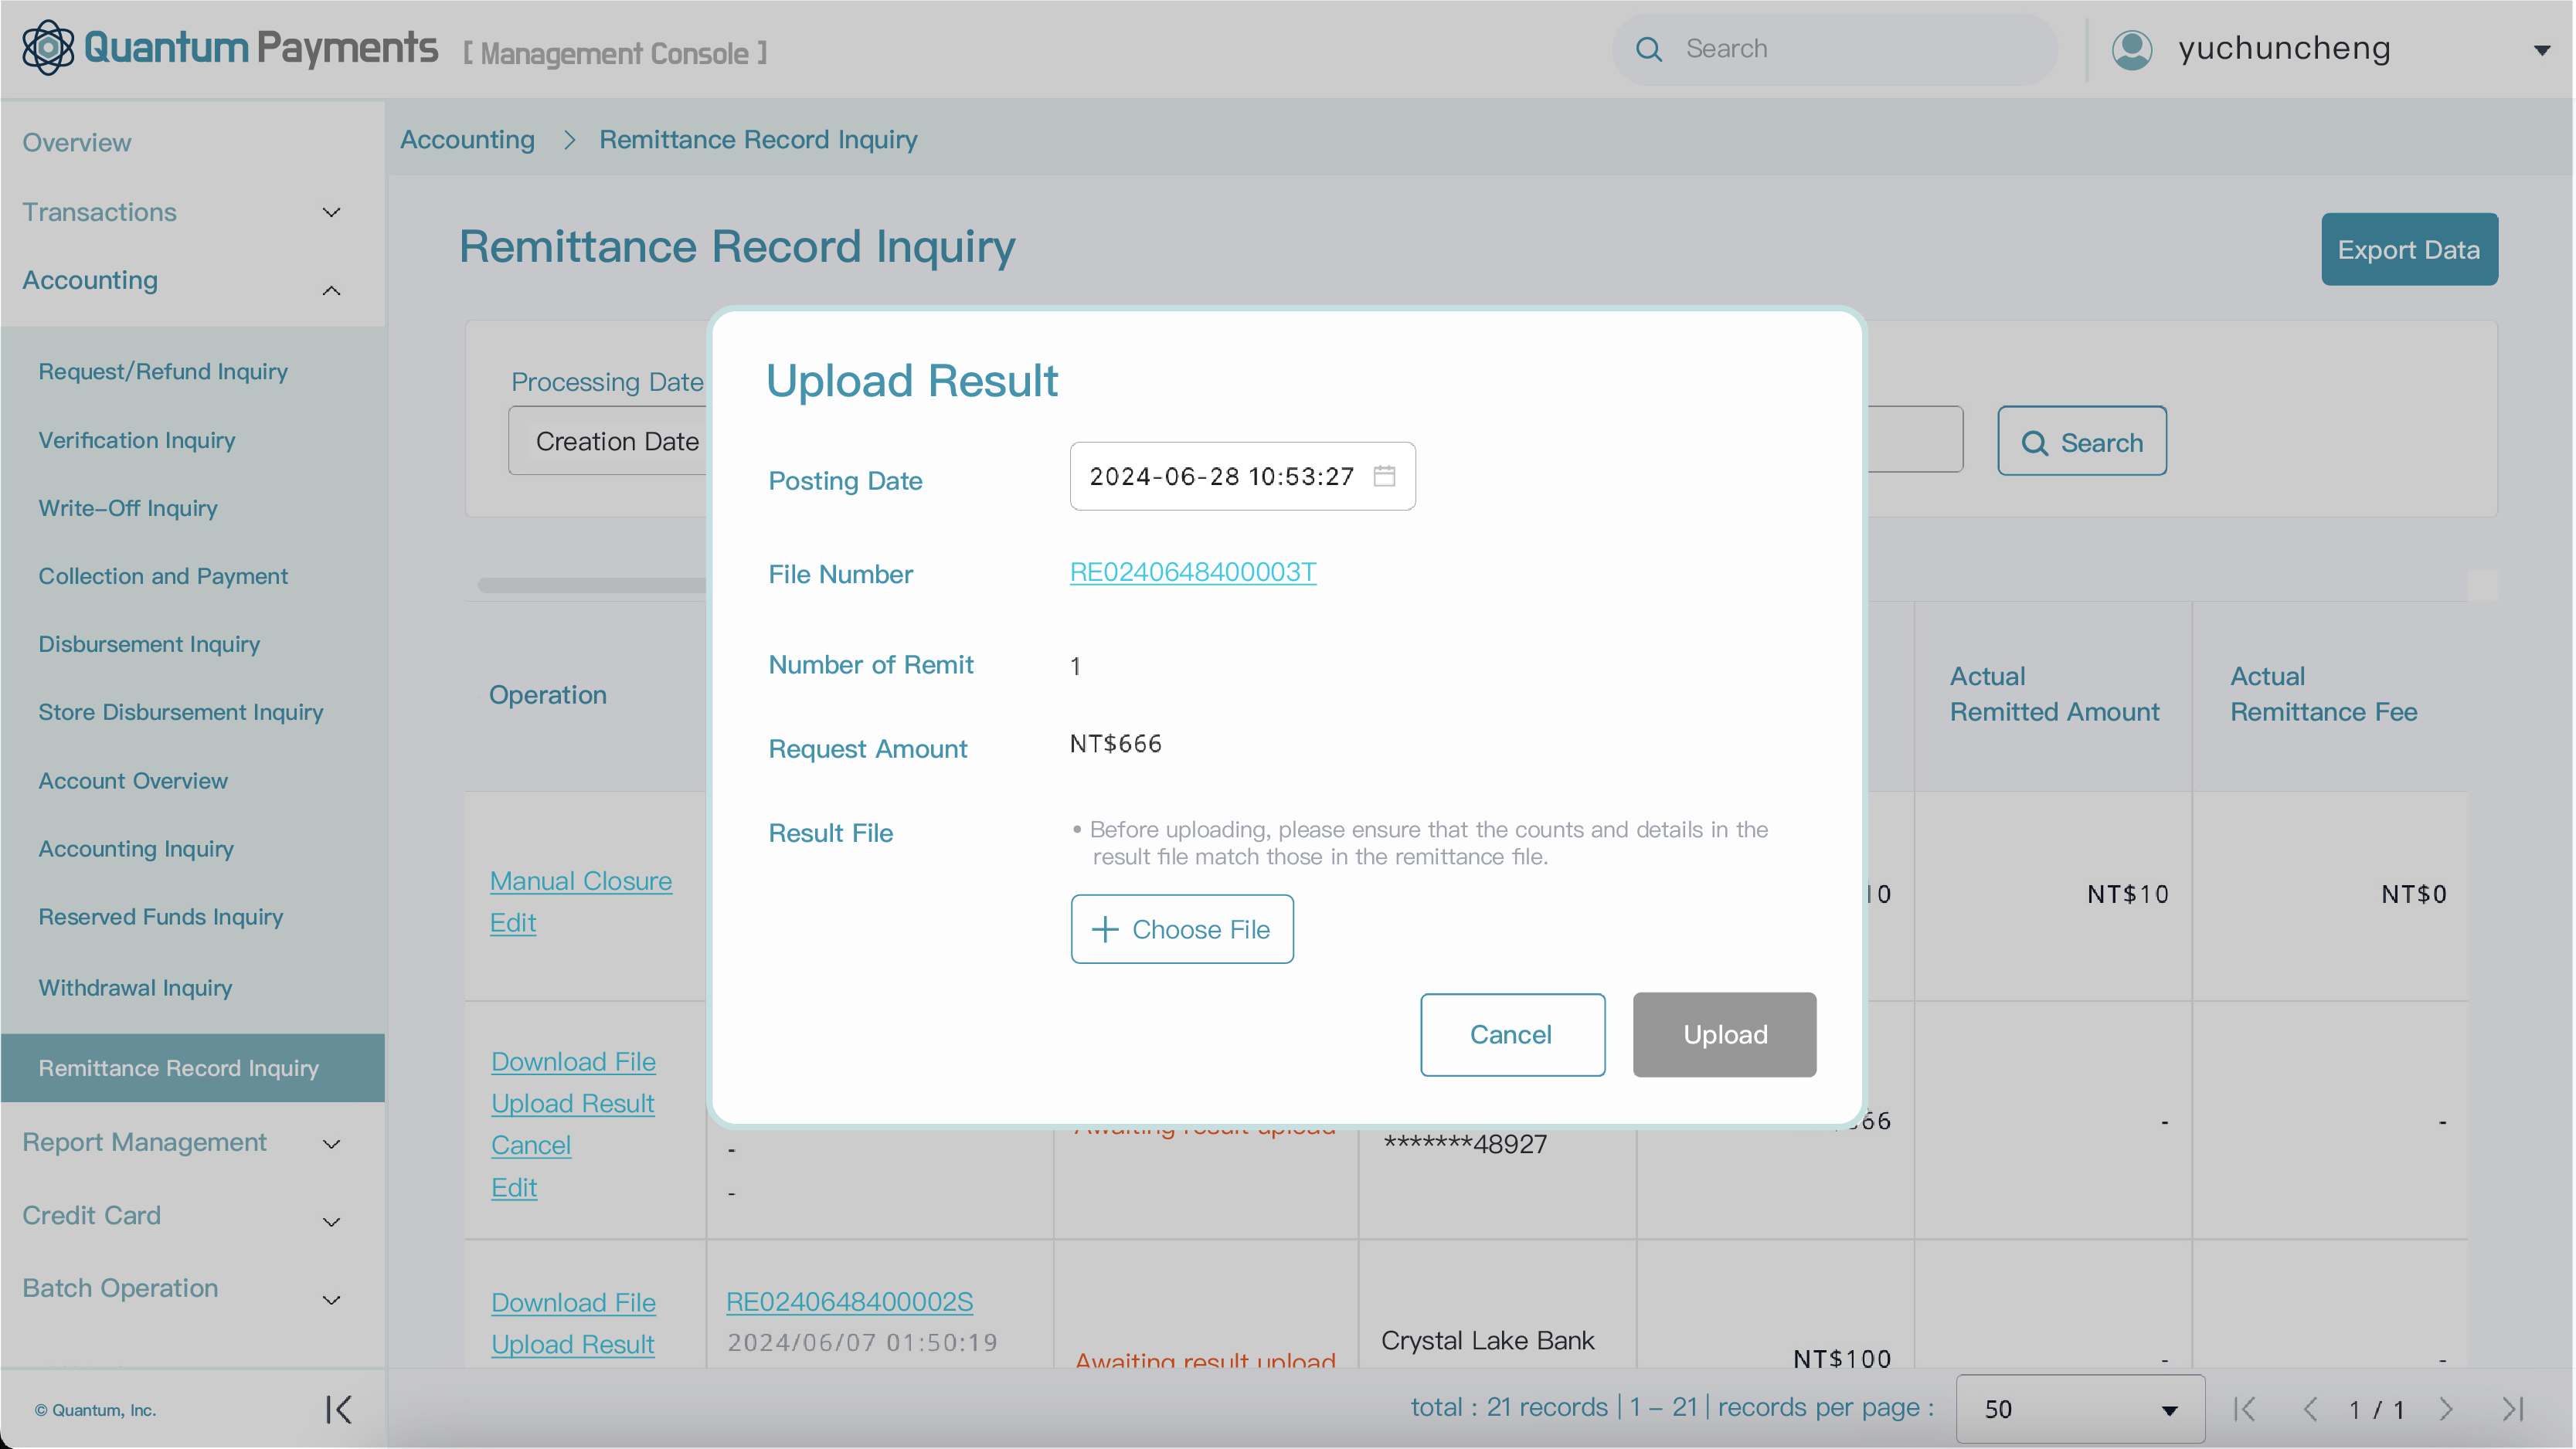 Quantum Payments [ Management Console ]
Search
yuchuncheng
Overview
Transactions
Accounting
Request/Refund Inquiry
Verification Inquiry
Write-Off Inquiry
Collection and Payment
Disbursement Inquiry
Store Disbursement Inquiry
Account Overview
Accounting Inquiry
Reserved Funds Inquiry
Withdrawal Inquiry
Remittance Record Inquiry
Report Management
Credit Card
Batch Operation
© Quantum, Inc.
Accounting > Remittance Record Inquiry
Remittance Record Inquiry
Export Data
Processing Date
Creation Date
Search
Upload Result
Posting Date
2024-06-28 10:53:27
File Number
RE0240648400003T
Number of Remit
1
Request Amount
NT$666
Result File
• Before uploading, please ensure that the counts and details in the
result file match those in the remittance file.
+ Choose File
Cancel
Upload
Operation
Actual
Remitted Amount
Actual
Remittance Fee
Manual Closure
Edit
10
NT$10
NT$0
Download File
Upload Result
Cancel
Edit
-
-
Awaiting result upload
*******48927
66
-
-
Download File
Upload Result
RE0240648400002S
2024/06/07 01:50:19
Awaiting result upload
Crystal Lake Bank
NT$100
-
-
total : 21 records | 1 – 21 | records per page :
50
1 / 1